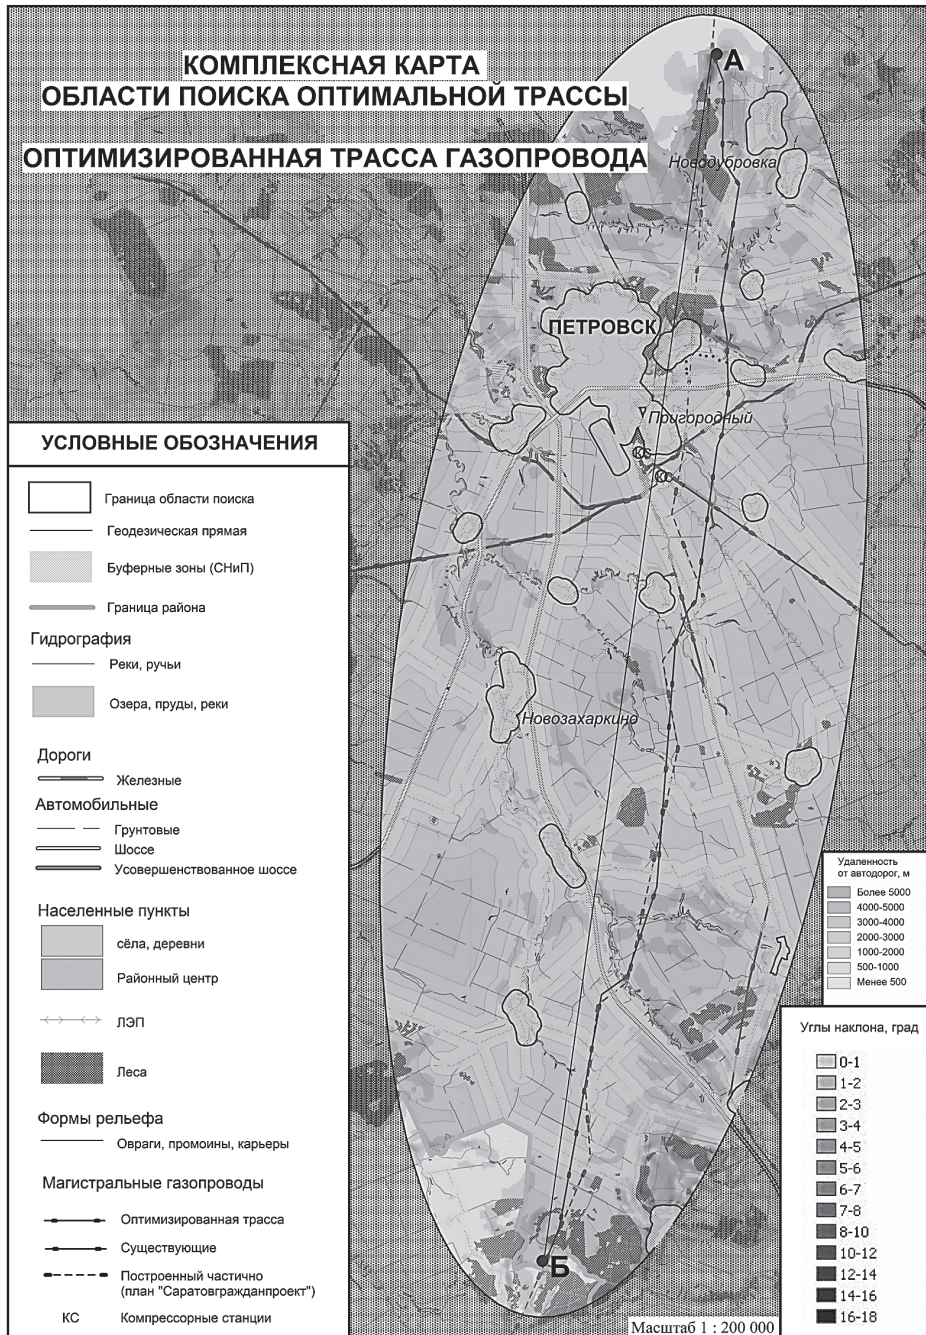 КОМПЛЕКСНАЯ КАРТА
ОБЛАСТИ ПОИСКА ОПТИМАЛЬНОЙ ТРАССЫ
ОПТИМИЗИРОВАННАЯ ТРАССА ГАЗОПРОВОДА
А
Новодубровка
ПЕТРОВСК
Пригородный
КС
КС
Новозахаркино
Б
УСЛОВНЫЕ ОБОЗНАЧЕНИЯ
Граница области поиска
Геодезическая прямая
Буферные зоны (СНиП)
Граница района
Гидрография
Реки, ручьи
Озера, пруды, реки
Дороги
Железные
Автомобильные
Грунтовые
Шоссе
Усовершенствованное шоссе
Населенные пункты
сёла, деревни
Районный центр
ЛЭП
Леса
Формы рельефа
Овраги, промоины, карьеры
Магистральные газопроводы
Оптимизированная трасса
Существующие
Построенный частично
(план "Саратовгражданпроект")
КС Компрессорные станции
Удаленность
от автодорог, м
Более 5000
4000-5000
3000-4000
2000-3000
1000-2000
500-1000
Менее 500
Углы наклона, град
0-1
1-2
2-3
3-4
4-5
5-6
6-7
7-8
8-10
10-12
12-14
14-16
16-18
Масштаб 1 : 200 000